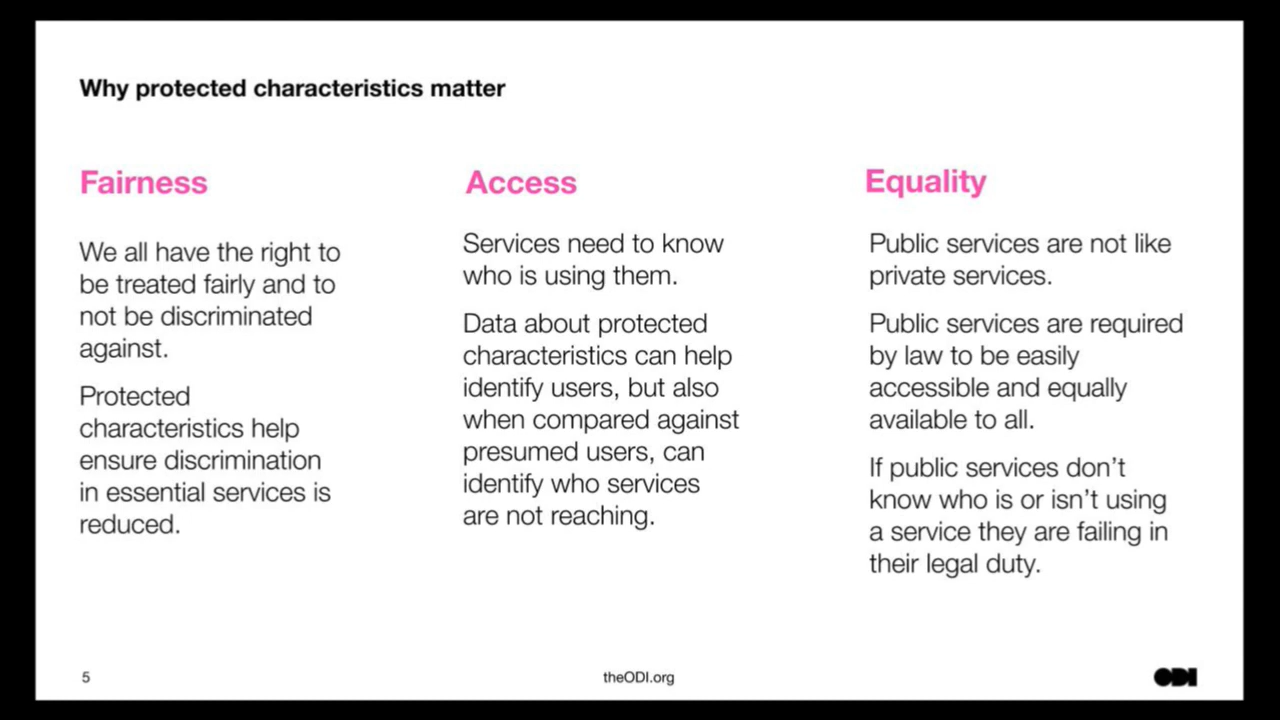 Why protected characteristics matter
Fairness
We all have the right to
be treated fairly and to
not be discriminated
against.
Protected
characteristics help
ensure discrimination
in essential services is
reduced.
Access
Services need to know
who is using them.
Data about protected
characteristics can help
identify users, but also
when compared against
presumed users, can
identify who services
are not reaching.
Equality
Public services are not like
private services.
Public services are required
by law to be easily
accessible and equally
available to all.
If public services don’t
know who is or isn’t using
a service they are failing in
their legal duty.
5
theODI.org
ODI